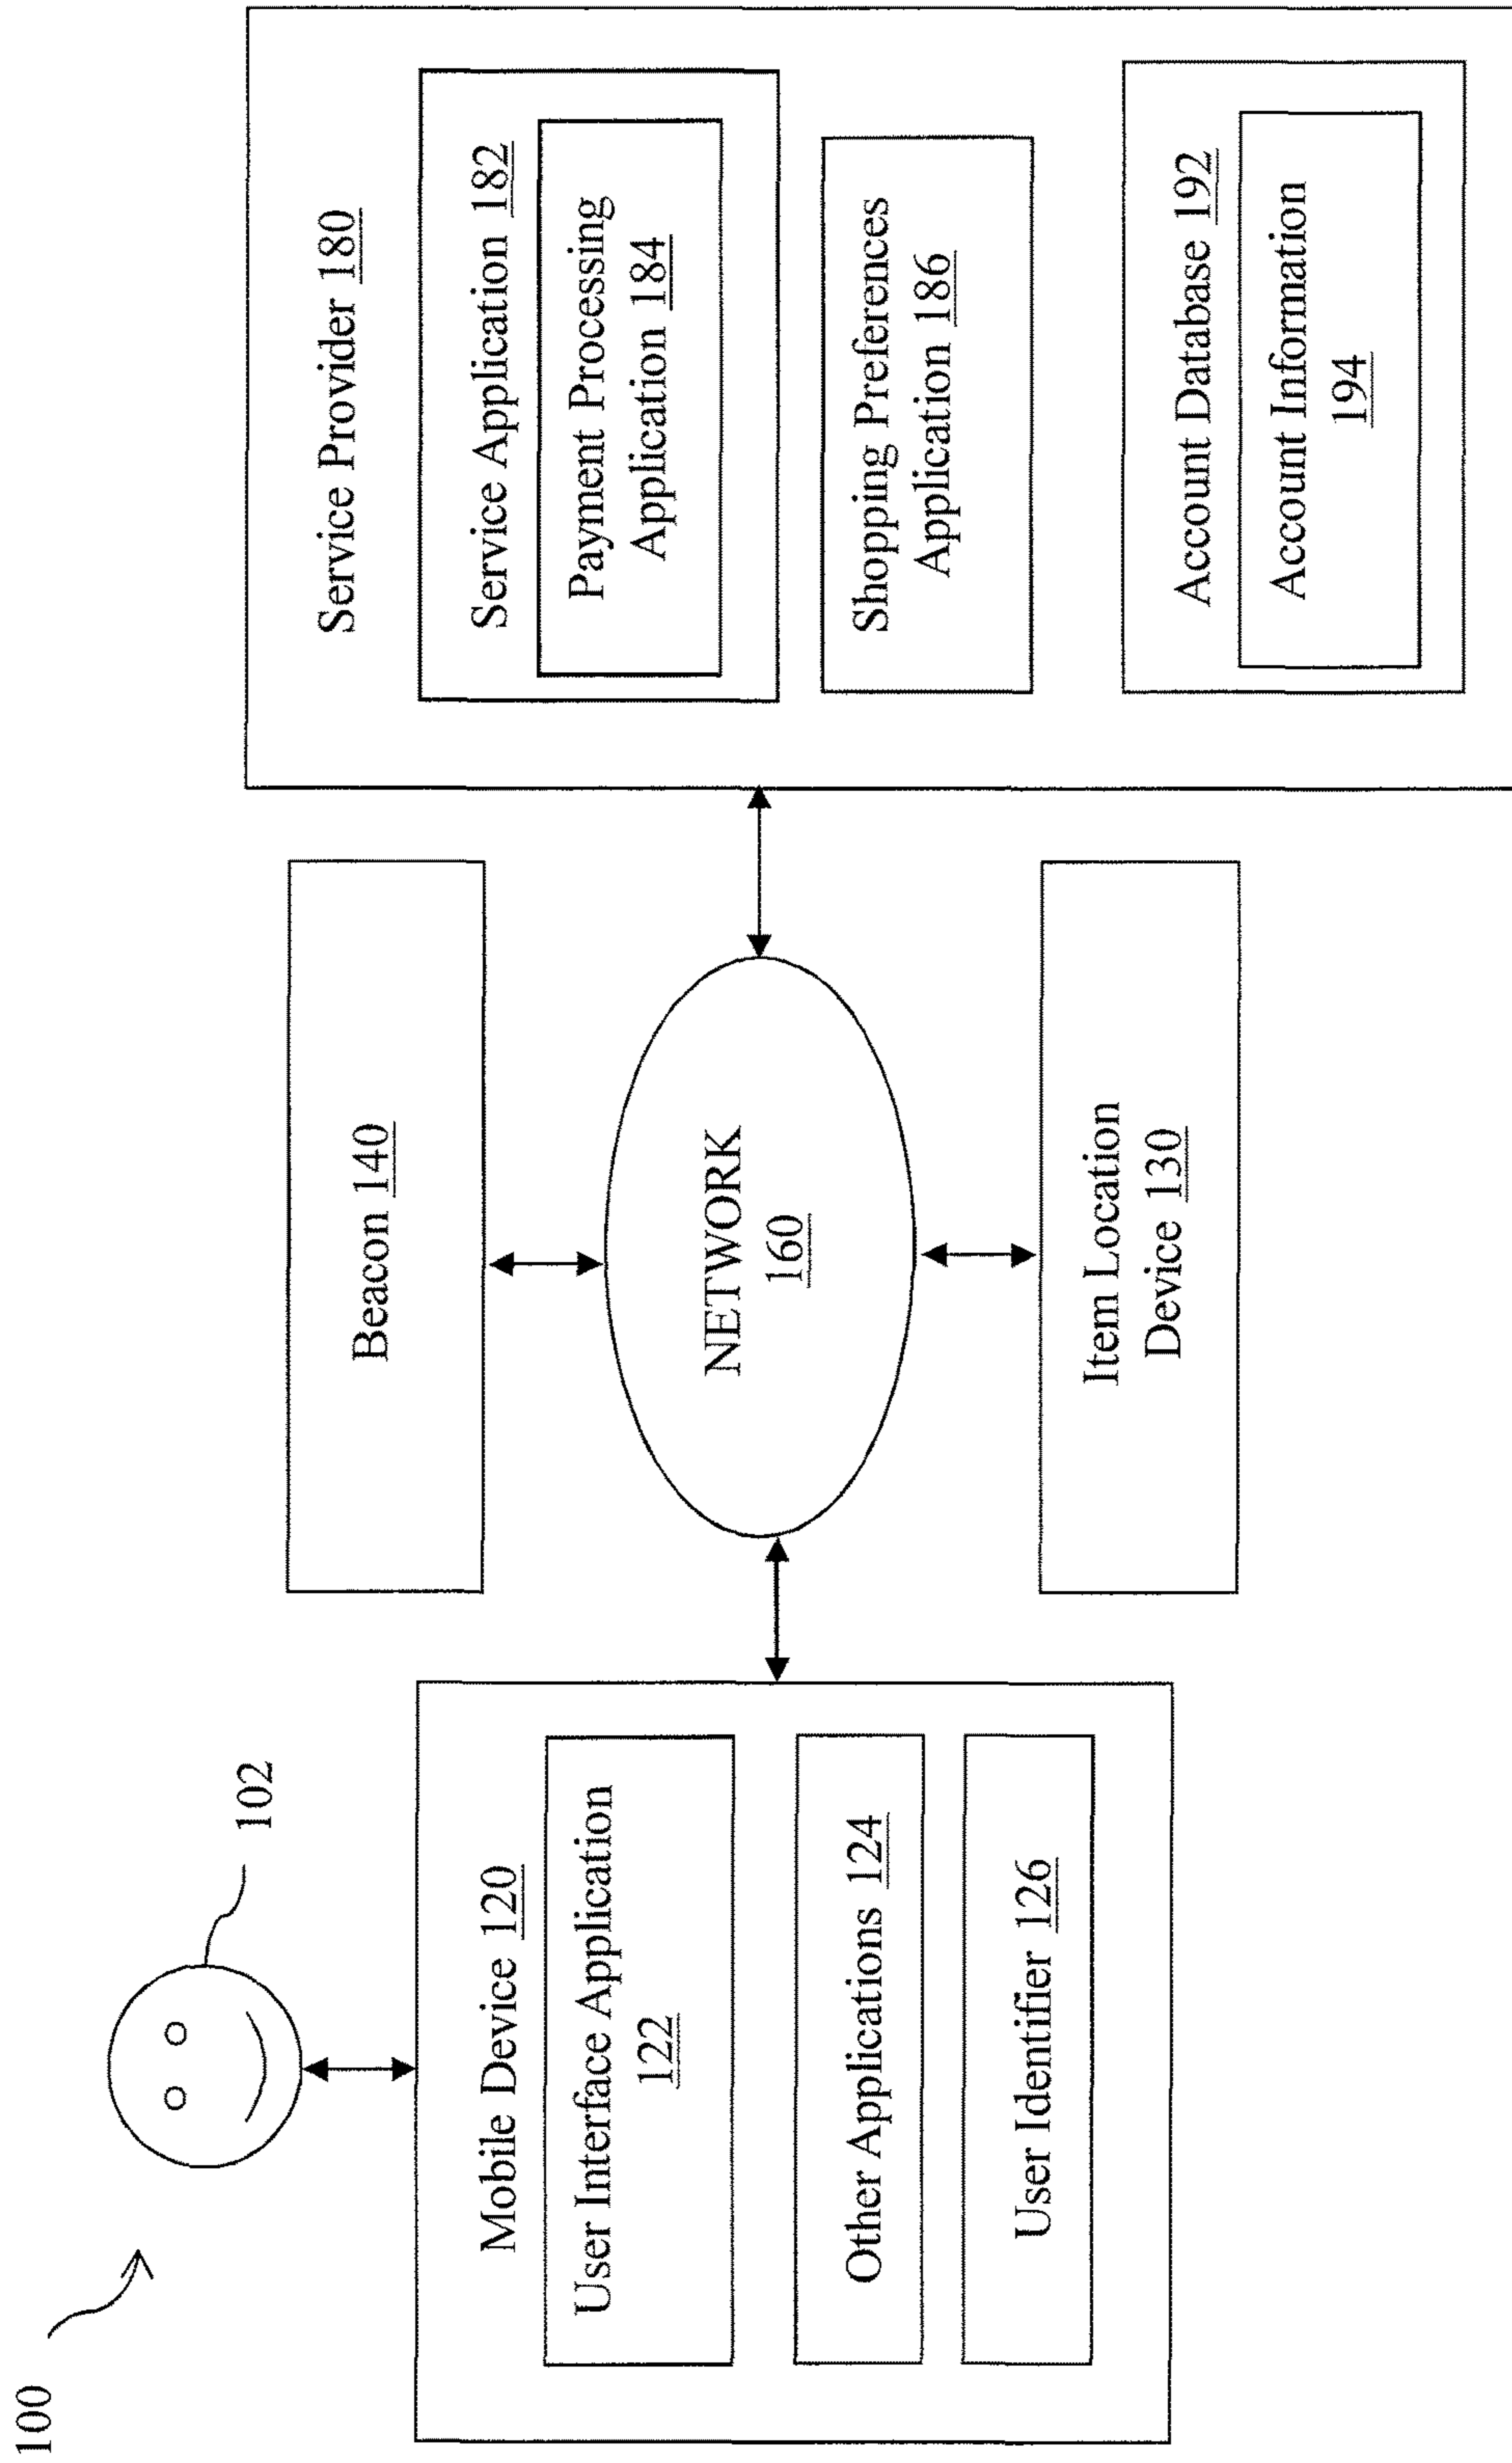 100
102
Mobile Device 120
User Interface Application
122
Other Applications 124
User Identifier 126
Beacon 140
NETWORK
160
Item Location
Device 130
Service Provider 180
Service Application 182
Payment Processing
Application 184
Shopping Preferences
Application 186
Account Database 192
Account Information
194